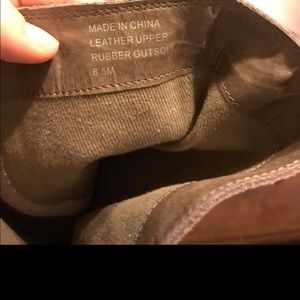 MADE IN CHINA
LEATHER UPPER
RUBBER OUTSOLE
8.5M